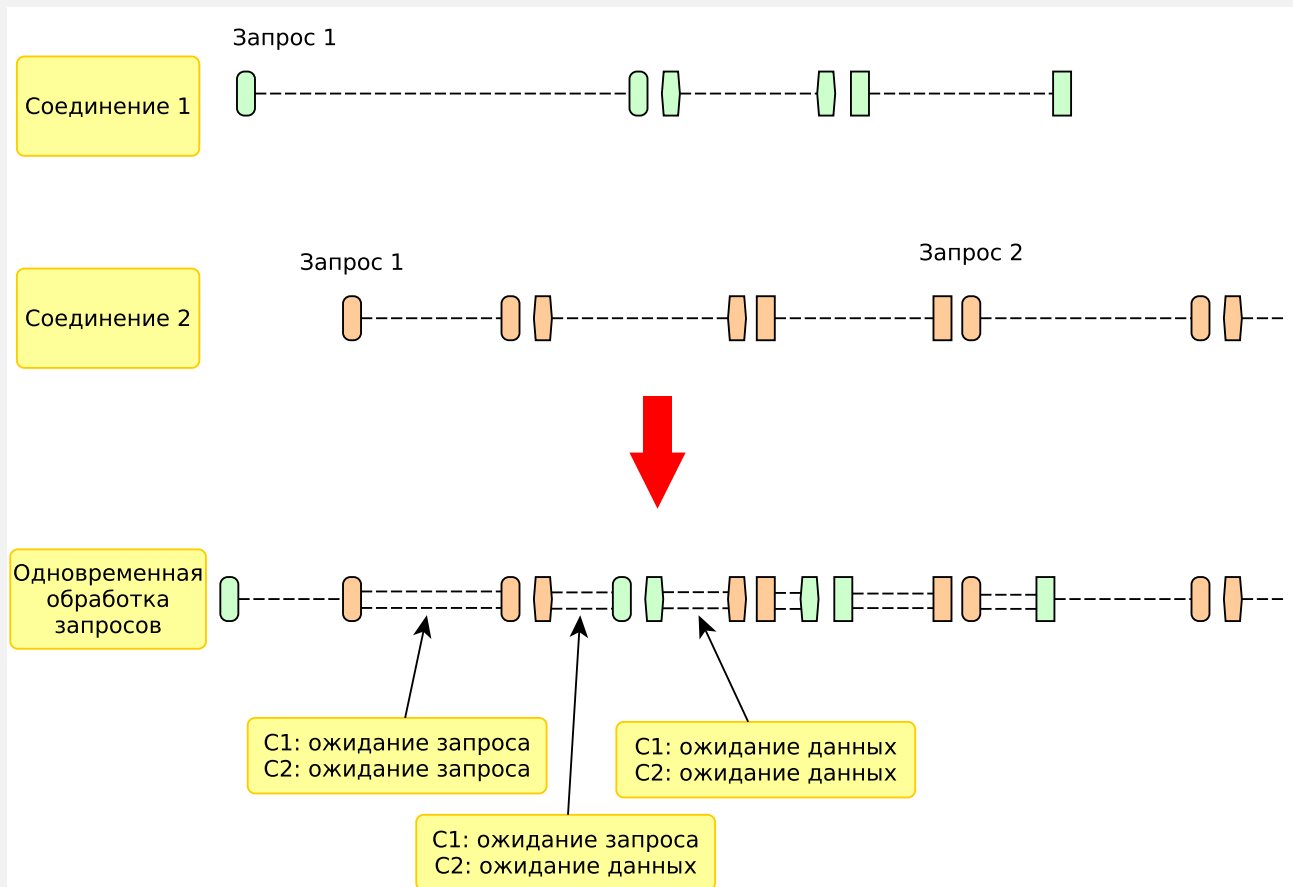 Запрос 1
Соединение 1
Запрос 1
Запрос 2
Соединение 2
Одновременная
обработка
запросов
С1: ожидание запроса
С2: ожидание запроса
С1: ожидание данных
С2: ожидание данных
С1: ожидание запроса
С2: ожидание данных